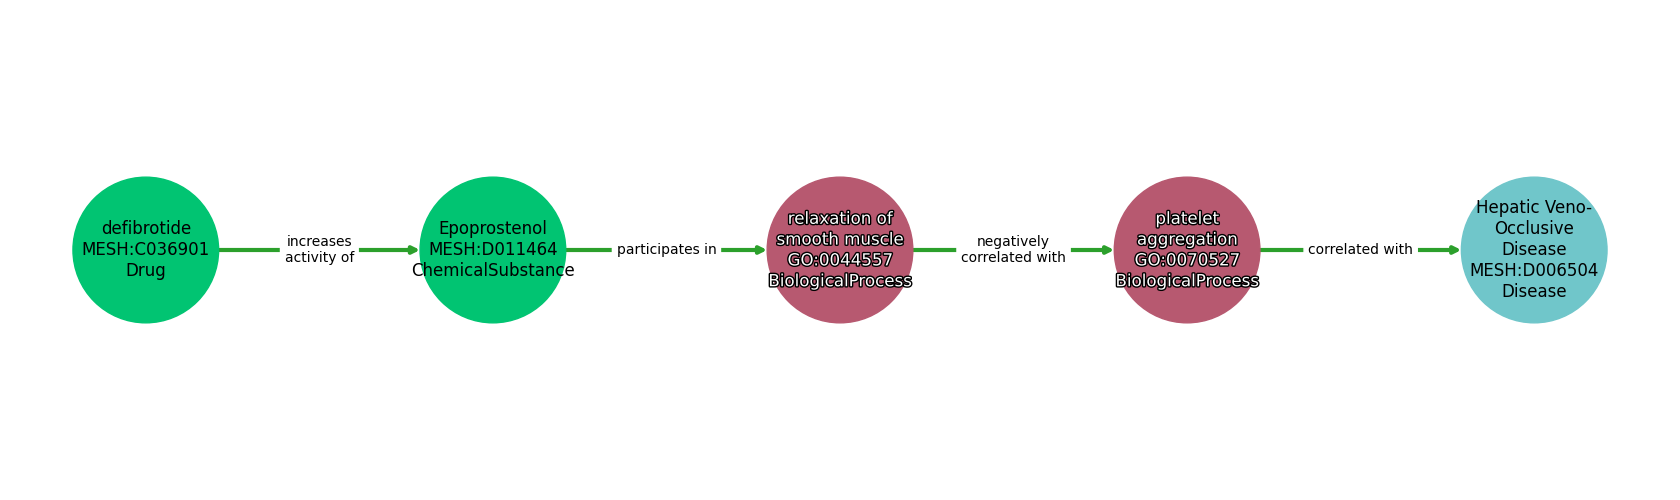 defibrotide
MESH:C036901
Drug
increases
activity of
Epoprostenol
MESH:D011464
ChemicalSubstance
participates in
relaxation of
smooth muscle
GO:0044557
BiologicalProcess
negatively
correlated with
platelet
aggregation
GO:0070527
BiologicalProcess
correlated with
Hepatic Veno-
Occlusive
Disease
MESH:D006504
Disease